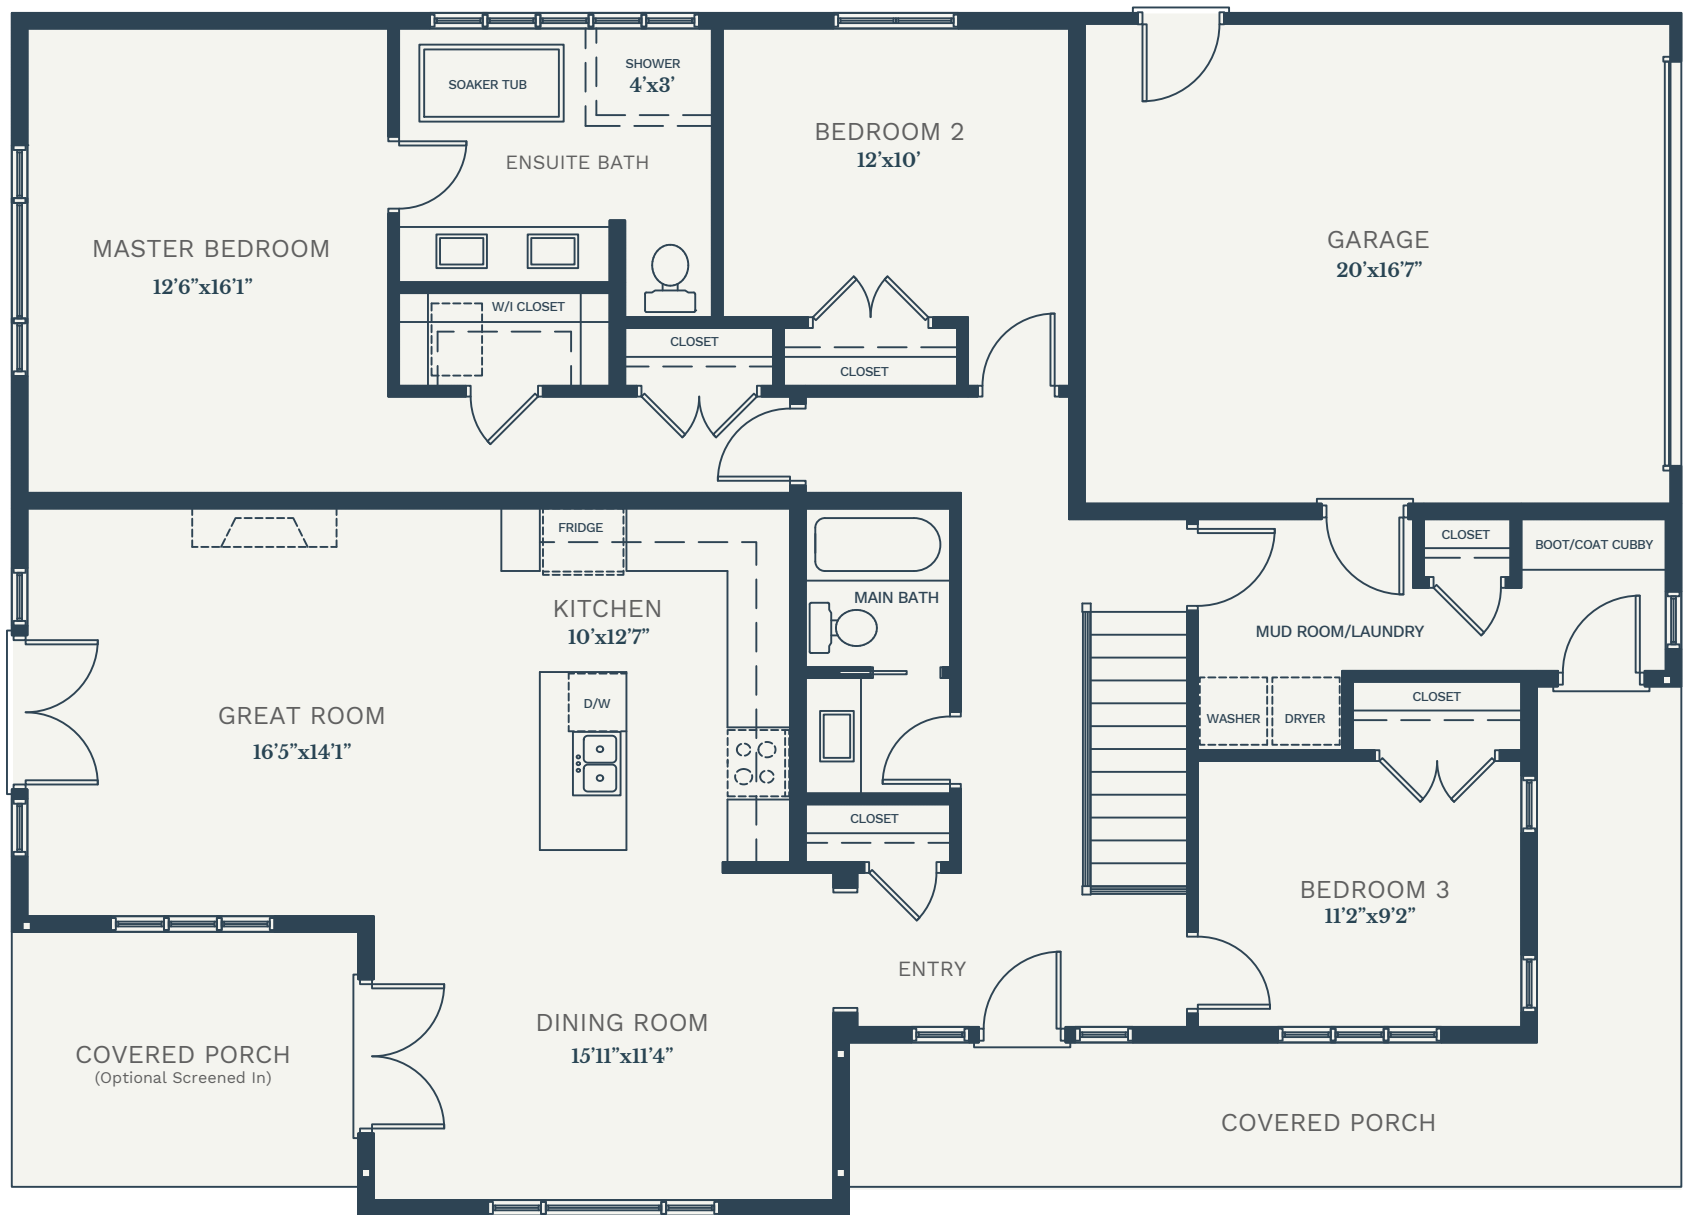 SOAKER TUB
SHOWER
4’x3’
ENSUITE BATH
BEDROOM 2
12’x10’
MASTER BEDROOM
12’6”x16’1”
GARAGE
20’x16’7”
W/I CLOSET
CLOSET
CLOSET
FRIDGE
KITCHEN
10’x12’7”
MAIN BATH
CLOSET
BOOT/COAT CUBBY
MUD ROOM/LAUNDRY
GREAT ROOM
16’5”x14’1”
D/W
WASHER
DRYER
CLOSET
CLOSET
BEDROOM 3
11’2”x9’2”
ENTRY
DINING ROOM
15’11”x11’4”
COVERED PORCH
(Optional Screened In)
COVERED PORCH